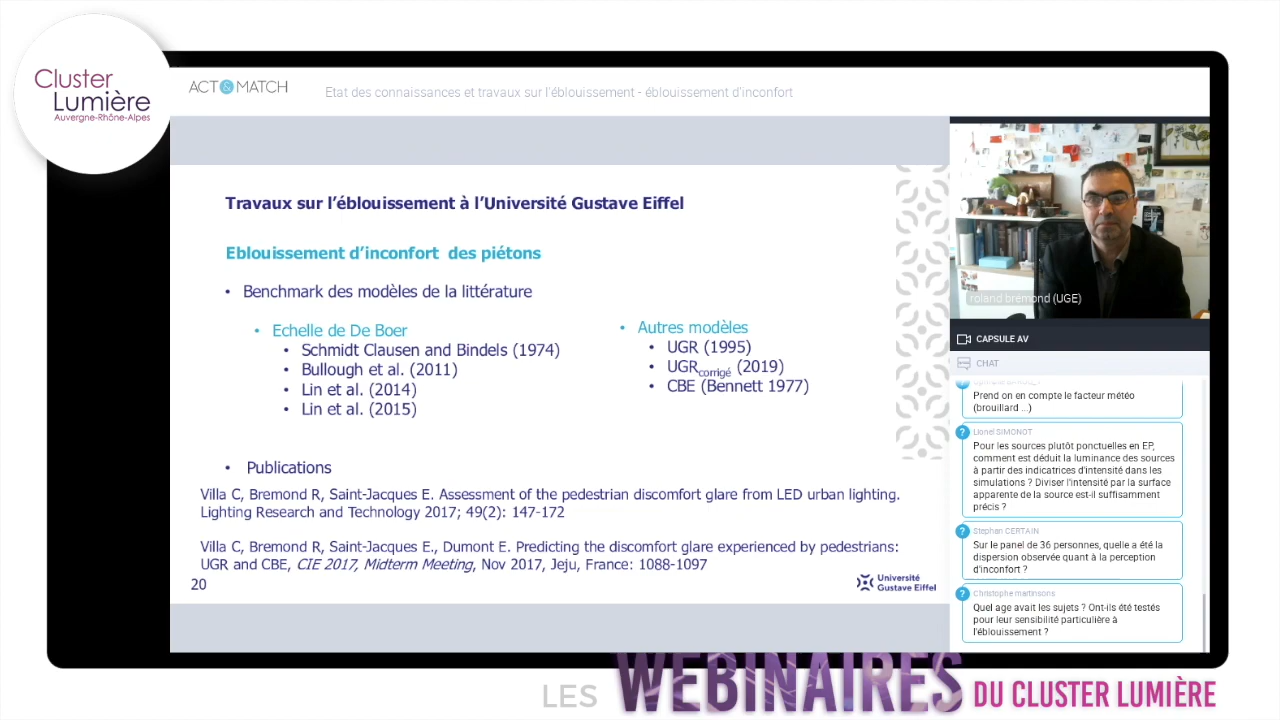 Cluster
Lumière
Auvergne-Rhône-Alpes
ACT & MATCH
Etat des connaissances et travaux sur l'éblouissement - éblouissement d'inconfort
Travaux sur l'éblouissement à l'Université Gustave Eiffel
Eblouissement d'inconfort des piétons
• Benchmark des modèles de la littérature
• Echelle de De Boer
• Schmidt Clausen and Bindels (1974)
• Bullough et al. (2011)
• Lin et al. (2014)
• Lin et al. (2015)
• Autres modèles
• UGR (1995)
• UGRcorrigé (2019)
• CBE (Bennett 1977)
• Publications
Villa C, Bremond R, Saint-Jacques E. Assessment of the pedestrian discomfort glare from LED urban lighting.
Lighting Research and Technology 2017; 49(2): 147-172
Villa C, Bremond R, Saint-Jacques E., Dumont E. Predicting the discomfort glare experienced by pedestrians:
UGR and CBE, CIE 2017, Midterm Meeting, Nov 2017, Jeju, France: 1088-1097
20
Université
Gustave Eiffel
roland brémond (UGE)
CAPSULE AV
CHAT
Prend on en compte le facteur météo
(brouillard ...)
? Lionel SIMONOT
Pour les sources plutôt ponctuelles en EP,
comment est déduit la luminance des sources
à partir des indicatrices d'intensité dans les
simulations ? Diviser l'intensité par la surface
apparente de la source est-il suffisamment
précis ?
? Stephan CERTAIN
Sur le panel de 36 personnes, quelle a été la
dispersion observée quant à la perception
d'inconfort ?
? Christophe martinsons
Quel age avait les sujets ? Ont-ils été testés
pour leur sensibilité particulière à
l'éblouissement ?
LES WEBINAIRES DU CLUSTER LUMIÈRE